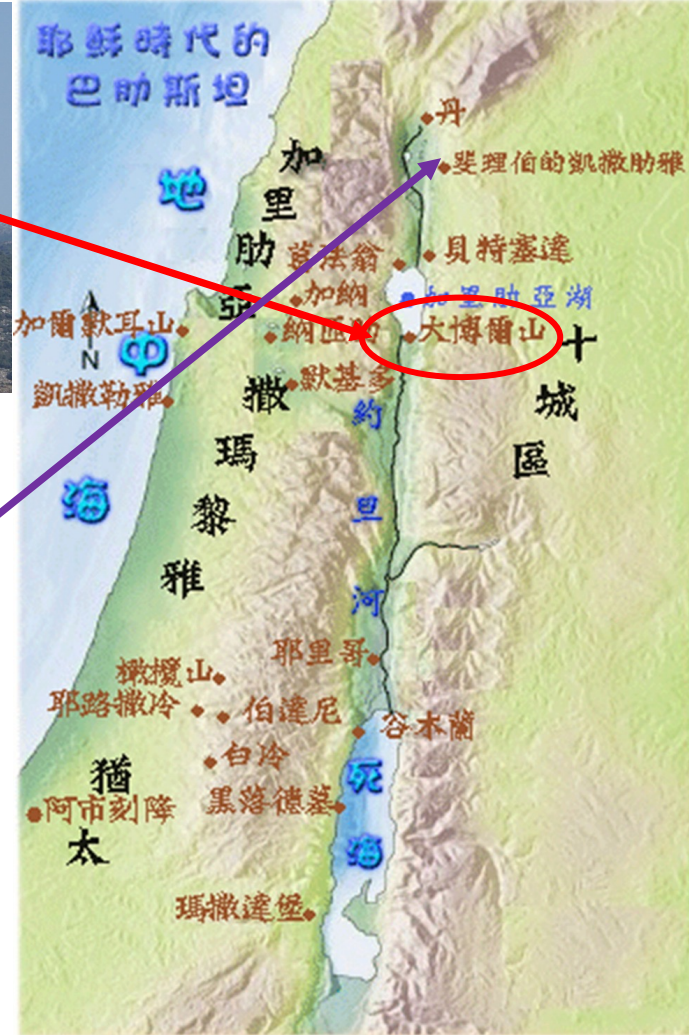 耶穌時代的
巴肋斯坦
丹
加里肋亞
斐理伯的凱撒肋雅
地中海
葛法翁
貝特塞達
加納
加里肋亞湖
加爾默耳山
納匝肋
大博爾山
十城區
N
默基多
凱撒勒雅
撒瑪黎雅
約旦河
耶里哥
橄欖山
耶路撒冷
伯達尼
谷木蘭
白冷
死海
猶太
黑落德墓
阿市刻隆
瑪撒達堡